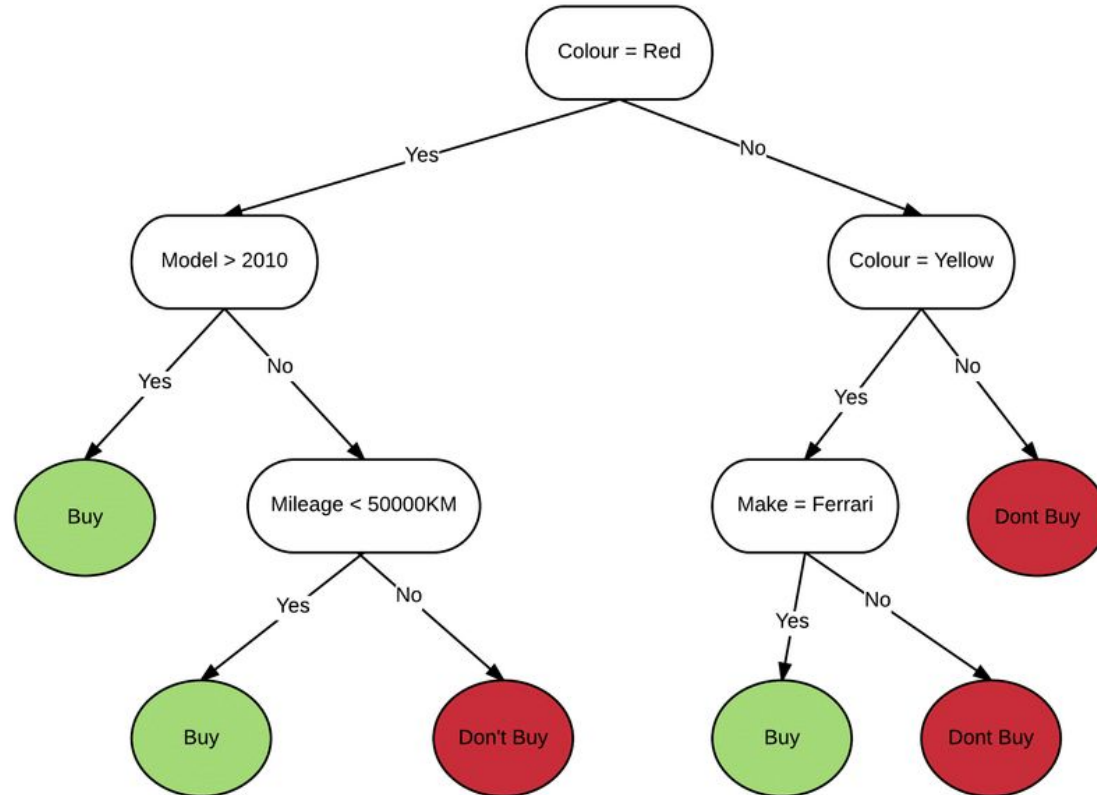 Colour = Red
Yes
No
Model > 2010
Colour = Yellow
Yes
No
Yes
No
Buy
Mileage < 50000KM
Make = Ferrari
Dont Buy
Yes
No
Yes
No
Buy
Don't Buy
Buy
Dont Buy